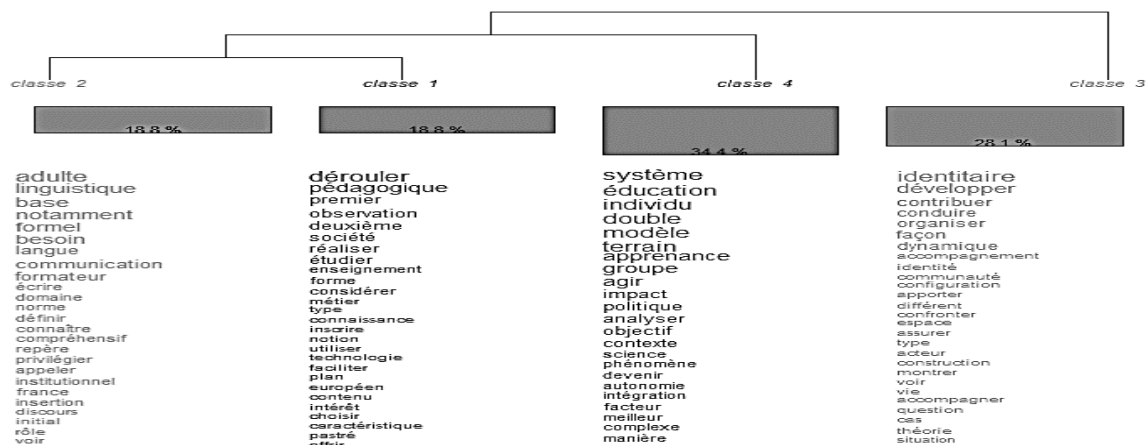 classe 2
classe 1
classe 4
classe 3
18.8 %
18.8 %
34.4 %
28.1 %
adulte
linguistique
base
notamment
formel
besoin
langue
communication
formateur
écrire
domaine
norme
définir
connaître
compréhensif
repère
privilégier
appeler
institutionnel
france
insertion
discours
initial
rôle
voir
dérouler
pédagogique
premier
observation
deuxième
société
réaliser
étudier
enseignement
forme
considérer
métier
type
connaissance
inscrire
notion
utiliser
technologie
faciliter
plan
européen
contenu
intérêt
choisir
caractéristique
pastré
offrir
système
éducation
individu
double
modèle
terrain
apprenance
groupe
agir
impact
politique
analyser
objectif
contexte
science
phénomène
devenir
autonomie
intégration
facteur
meilleur
complexe
manière
identitaire
développer
contribuer
conduire
organiser
façon
dynamique
accompagnement
identité
communauté
configuration
apporter
différent
confronter
espace
assurer
type
acteur
construction
montrer
voir
vie
accompagner
question
cas
théorie
situation